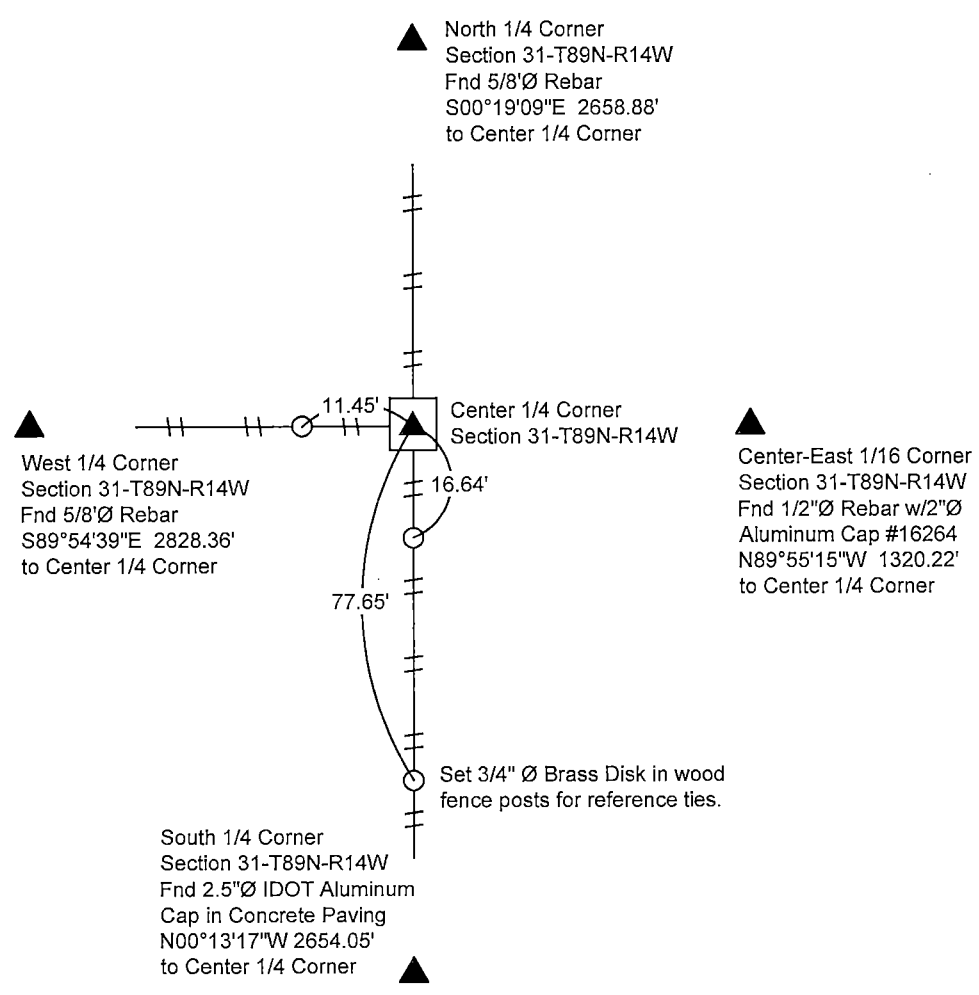 North 1/4 Corner
Section 31-T89N-R14W
Fnd 5/8'Ø Rebar
S00°19'09"E 2658.88'
to Center 1/4 Corner
11.45'
Center 1/4 Corner
Section 31-T89N-R14W
West 1/4 Corner
Section 31-T89N-R14W
Fnd 5/8'Ø Rebar
S89°54'39"E 2828.36'
to Center 1/4 Corner
16.64'
Center-East 1/16 Corner
Section 31-T89N-R14W
Fnd 1/2"Ø Rebar w/2"Ø
Aluminum Cap #16264
N89°55'15"W 1320.22'
to Center 1/4 Corner
77.65'
Set 3/4" Ø Brass Disk in wood
fence posts for reference ties.
South 1/4 Corner
Section 31-T89N-R14W
Fnd 2.5"Ø IDOT Aluminum
Cap in Concrete Paving
N00°13'17"W 2654.05'
to Center 1/4 Corner